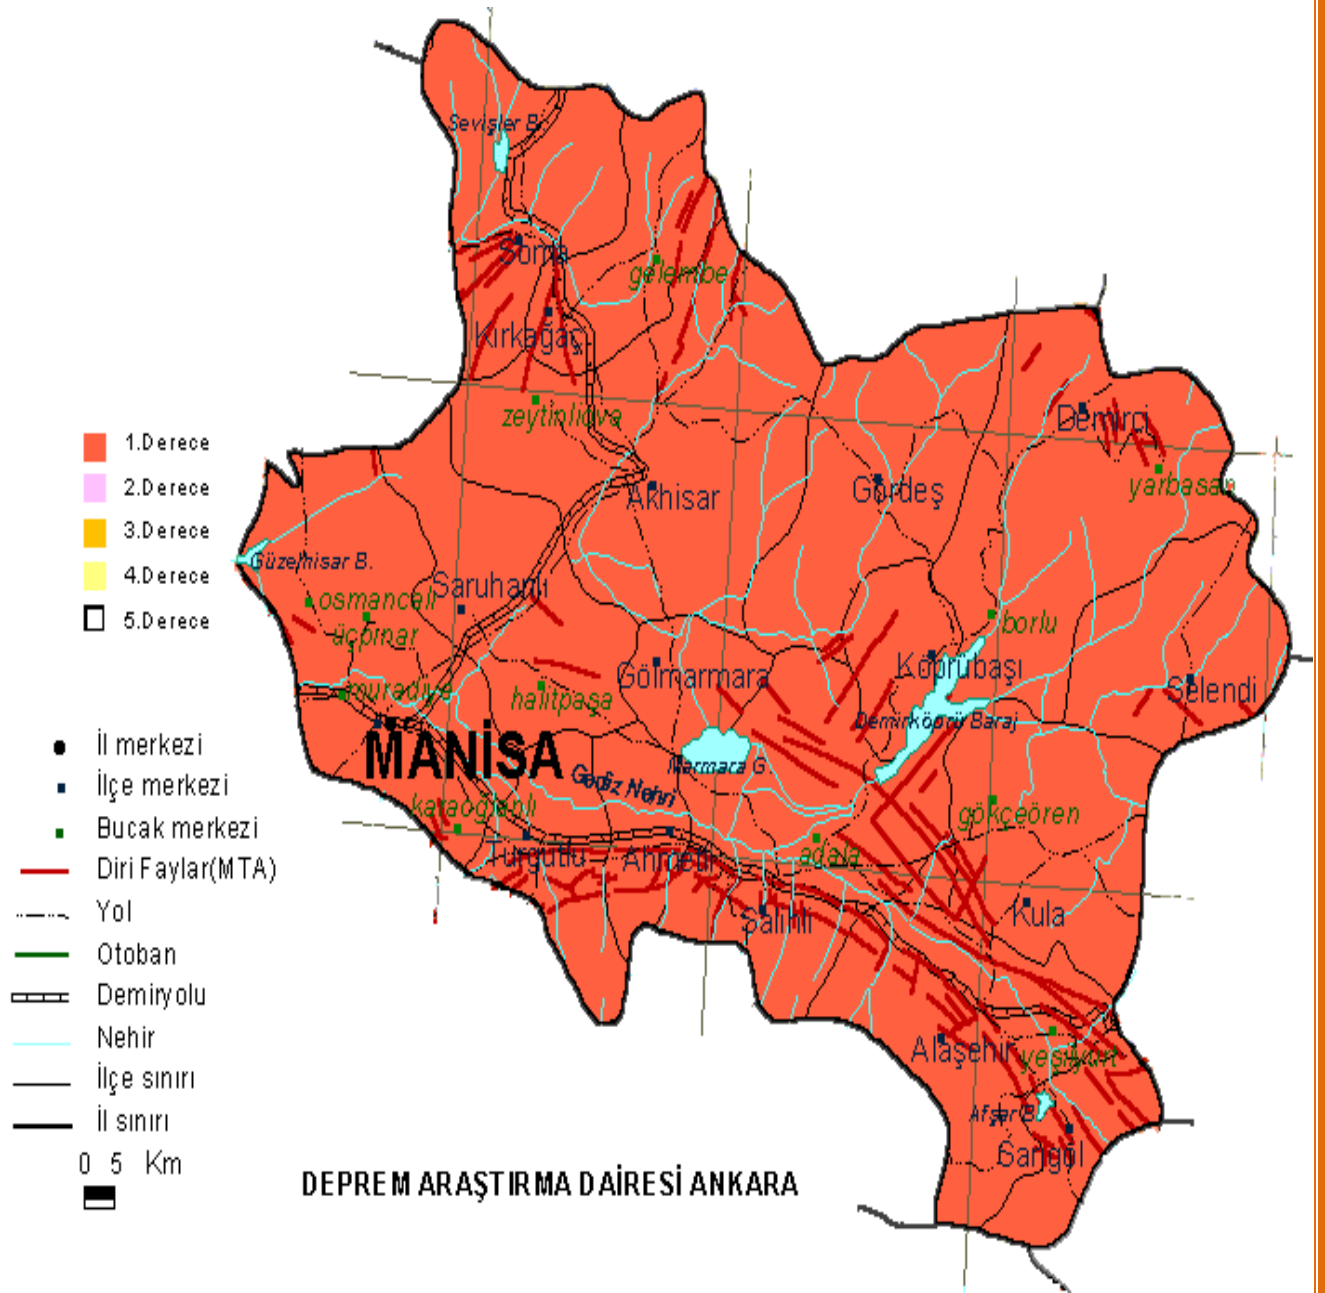 Sevişler B.
Soma
gelembe
Kırkağaç
zeytinliova
Demirci
yarbasan
Akhisar
Gördeş
1.Derece
2.Derece
3.Derece
4.Derece
5.Derece
Güzelhisar B.
Saruhanlı
osmancalı
üçpınar
borlu
Gölmarmara
Köprübaşı
Selendi
muradiye
halitpaşa
Demirköprü Baraj
MANİSA
Marmara G.
Gediz Nehri
karaoğlanlı
gökçeören
Turgutlu
Ahmetli
adala
Salihli
Kula
Alaşehir
yeşilyurt
Afşar B.
Sarıgöl
İl merkezi
İlçe merkezi
Bucak merkezi
Diri Faylar(MTA)
Yol
Otoban
Demiryolu
Nehir
İlçe sınırı
İl sınırı
0 5 Km
DEPREM ARAŞTIRMA DAİRESİ ANKARA